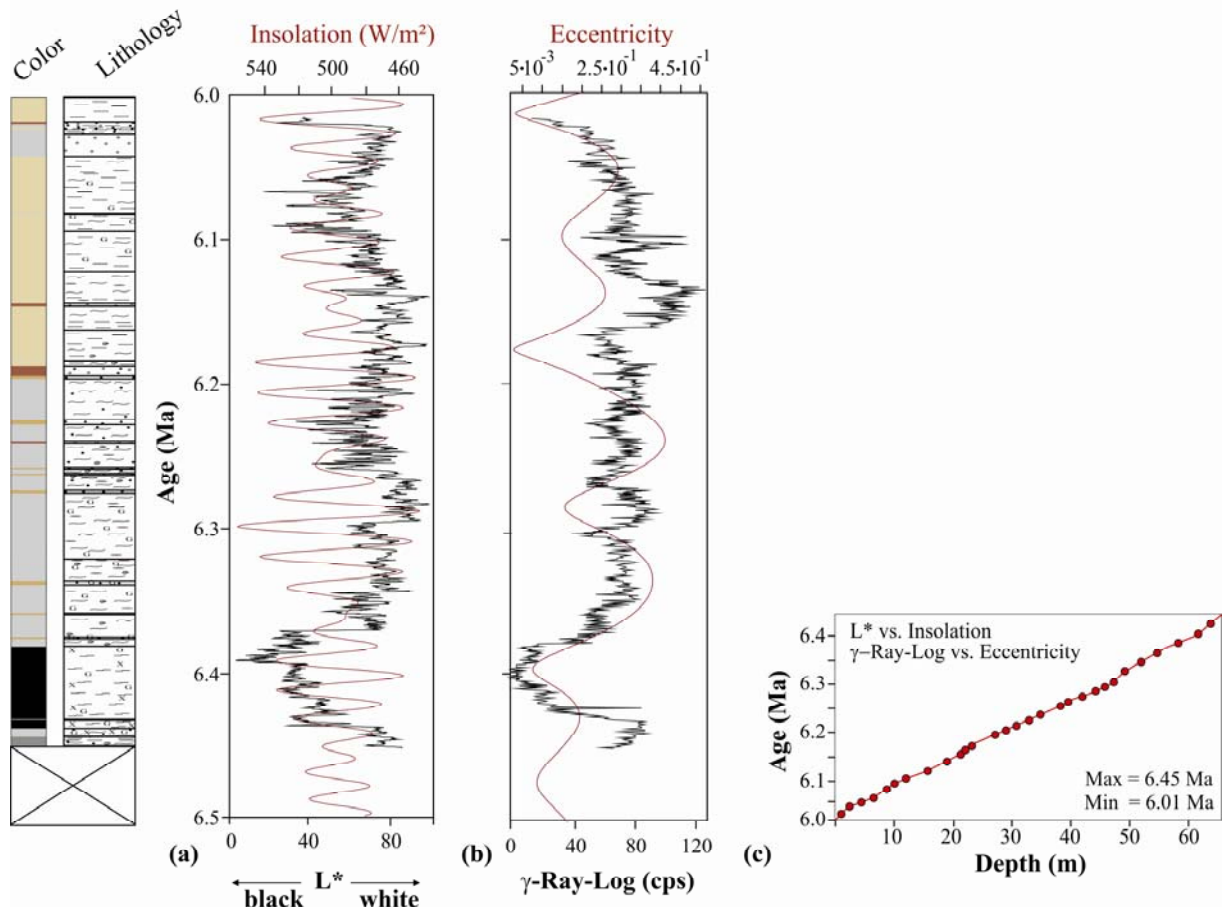 Color
Lithology
Insolation (W/m²)
540 500 460
6.0
6.1
6.2
6.3
6.4
6.5
Age (Ma)
0 40 80
(a)
L*
black white
Eccentricity
5·10⁻³ 2.5·10⁻¹ 4.5·10⁻¹
0 40 80 120
(b)
γ-Ray-Log (cps)
L* vs. Insolation
γ-Ray-Log vs. Eccentricity
6.4
6.3
6.2
6.1
6.0
Age (Ma)
Max = 6.45 Ma
Min = 6.01 Ma
10 20 30 40 50 60
(c)
Depth (m)
G
G
G
G
G
G
G
G
G
G
G
X
G
X
G
X
G
X
G
X
G
X